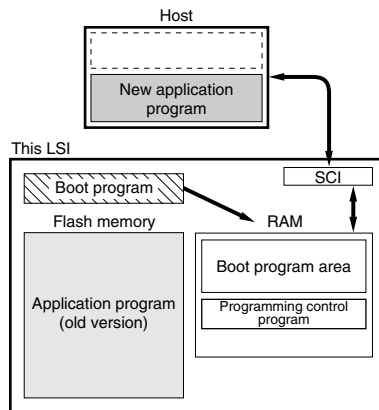 Host
New application
program
This LSI
SCI
Boot program
Flash memory
RAM
Boot program area
Application program
(old version)
Programming control
program